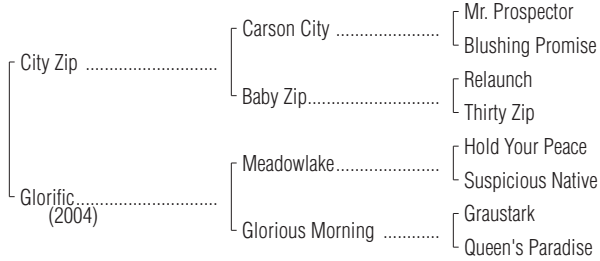 Mr. Prospector
Carson City ..................
Blushing Promise
City Zip .......................
Relaunch
Baby Zip.......................
Thirty Zip
Hold Your Peace
Meadowlake..................
Suspicious Native
Glorific.........................
(2004)
Graustark
Glorious Morning ............
Queen's Paradise